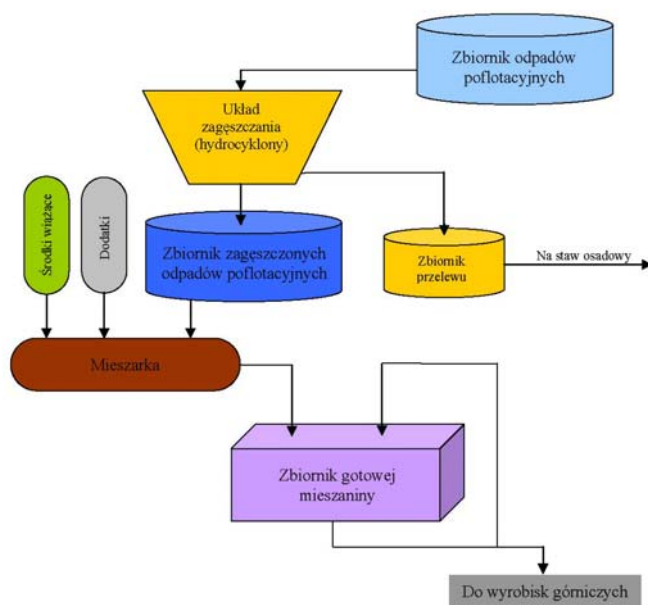 Zbiornik odpadów
poflotacyjnych
Układ
zagęszczania
(hydrocyklony)
Środki wiążące
Dodatki
Zbiornik zagęszczonych
odpadów poflotacyjnych
Zbiornik
przelewu
Na staw osadowy
Mieszarka
Zbiornik gotowej
mieszaniny
Do wyrobisk górniczych